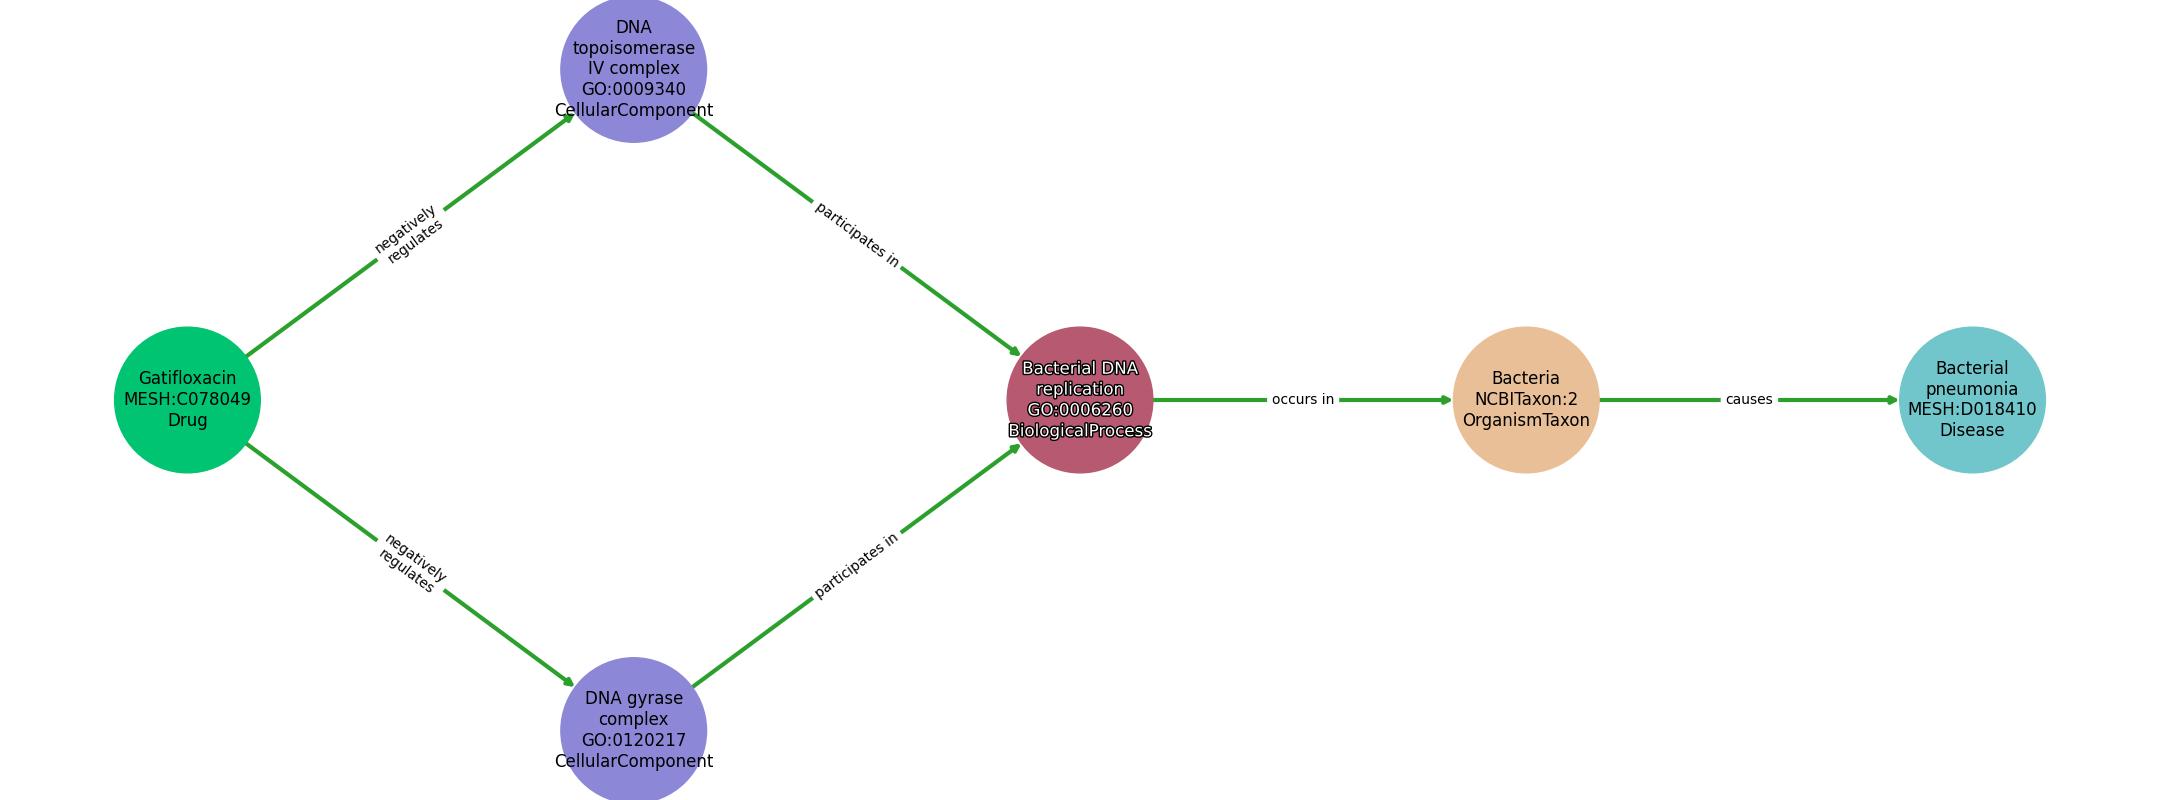 DNA
topoisomerase
IV complex
GO:0009340
CellularComponent
negatively
regulates
participates in
Gatifloxacin
MESH:C078049
Drug
Bacterial DNA
replication
GO:0006260
BiologicalProcess
occurs in
Bacteria
NCBITaxon:2
OrganismTaxon
causes
Bacterial
pneumonia
MESH:D018410
Disease
negatively
regulates
participates in
DNA gyrase
complex
GO:0120217
CellularComponent